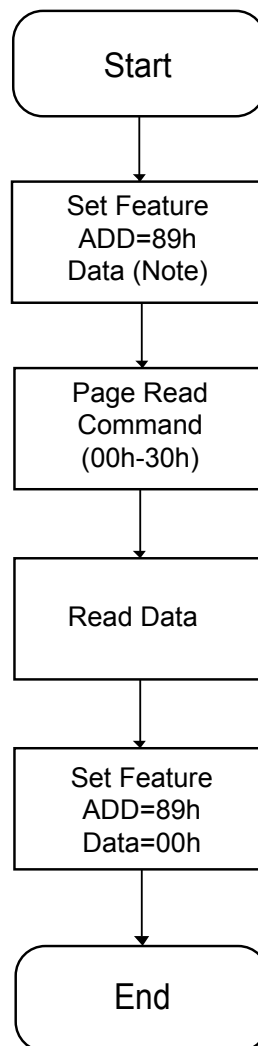 Start
Set Feature
ADD=89h
Data (Note)
Page Read
Command
(00h-30h)
Read Data
Set Feature
ADD=89h
Data=00h
End